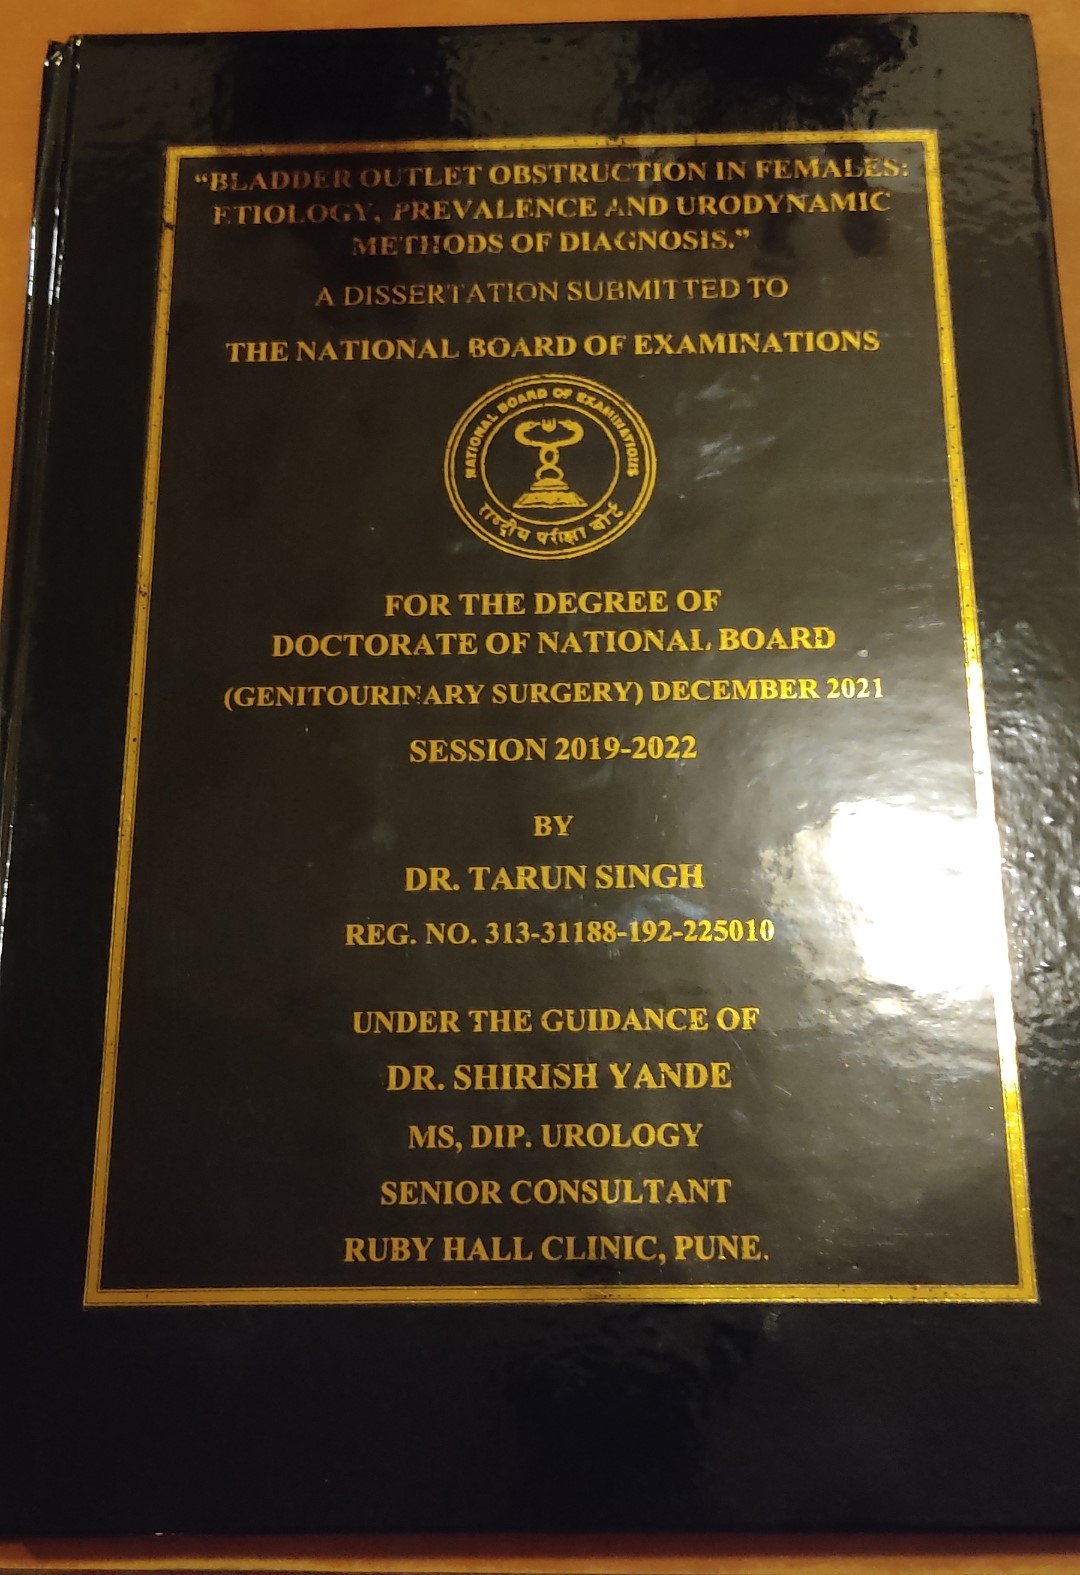 “BLADDER OUTLET OBSTRUCTION IN FEMALES:
ETIOLOGY, PREVALENCE AND URODYNAMIC
METHODS OF DIAGNOSIS.”
A DISSERTATION SUBMITTED TO
THE NATIONAL BOARD OF EXAMINATIONS
NATIONAL BOARD OF EXAMINATIONS
राष्ट्रीय परीक्षा बोर्ड
FOR THE DEGREE OF
DOCTORATE OF NATIONAL BOARD
(GENITOURINARY SURGERY) DECEMBER 2021
SESSION 2019-2022
BY
DR. TARUN SINGH
REG. NO. 313-31188-192-225010
UNDER THE GUIDANCE OF
DR. SHIRISH YANDE
MS, DIP. UROLOGY
SENIOR CONSULTANT
RUBY HALL CLINIC, PUNE.